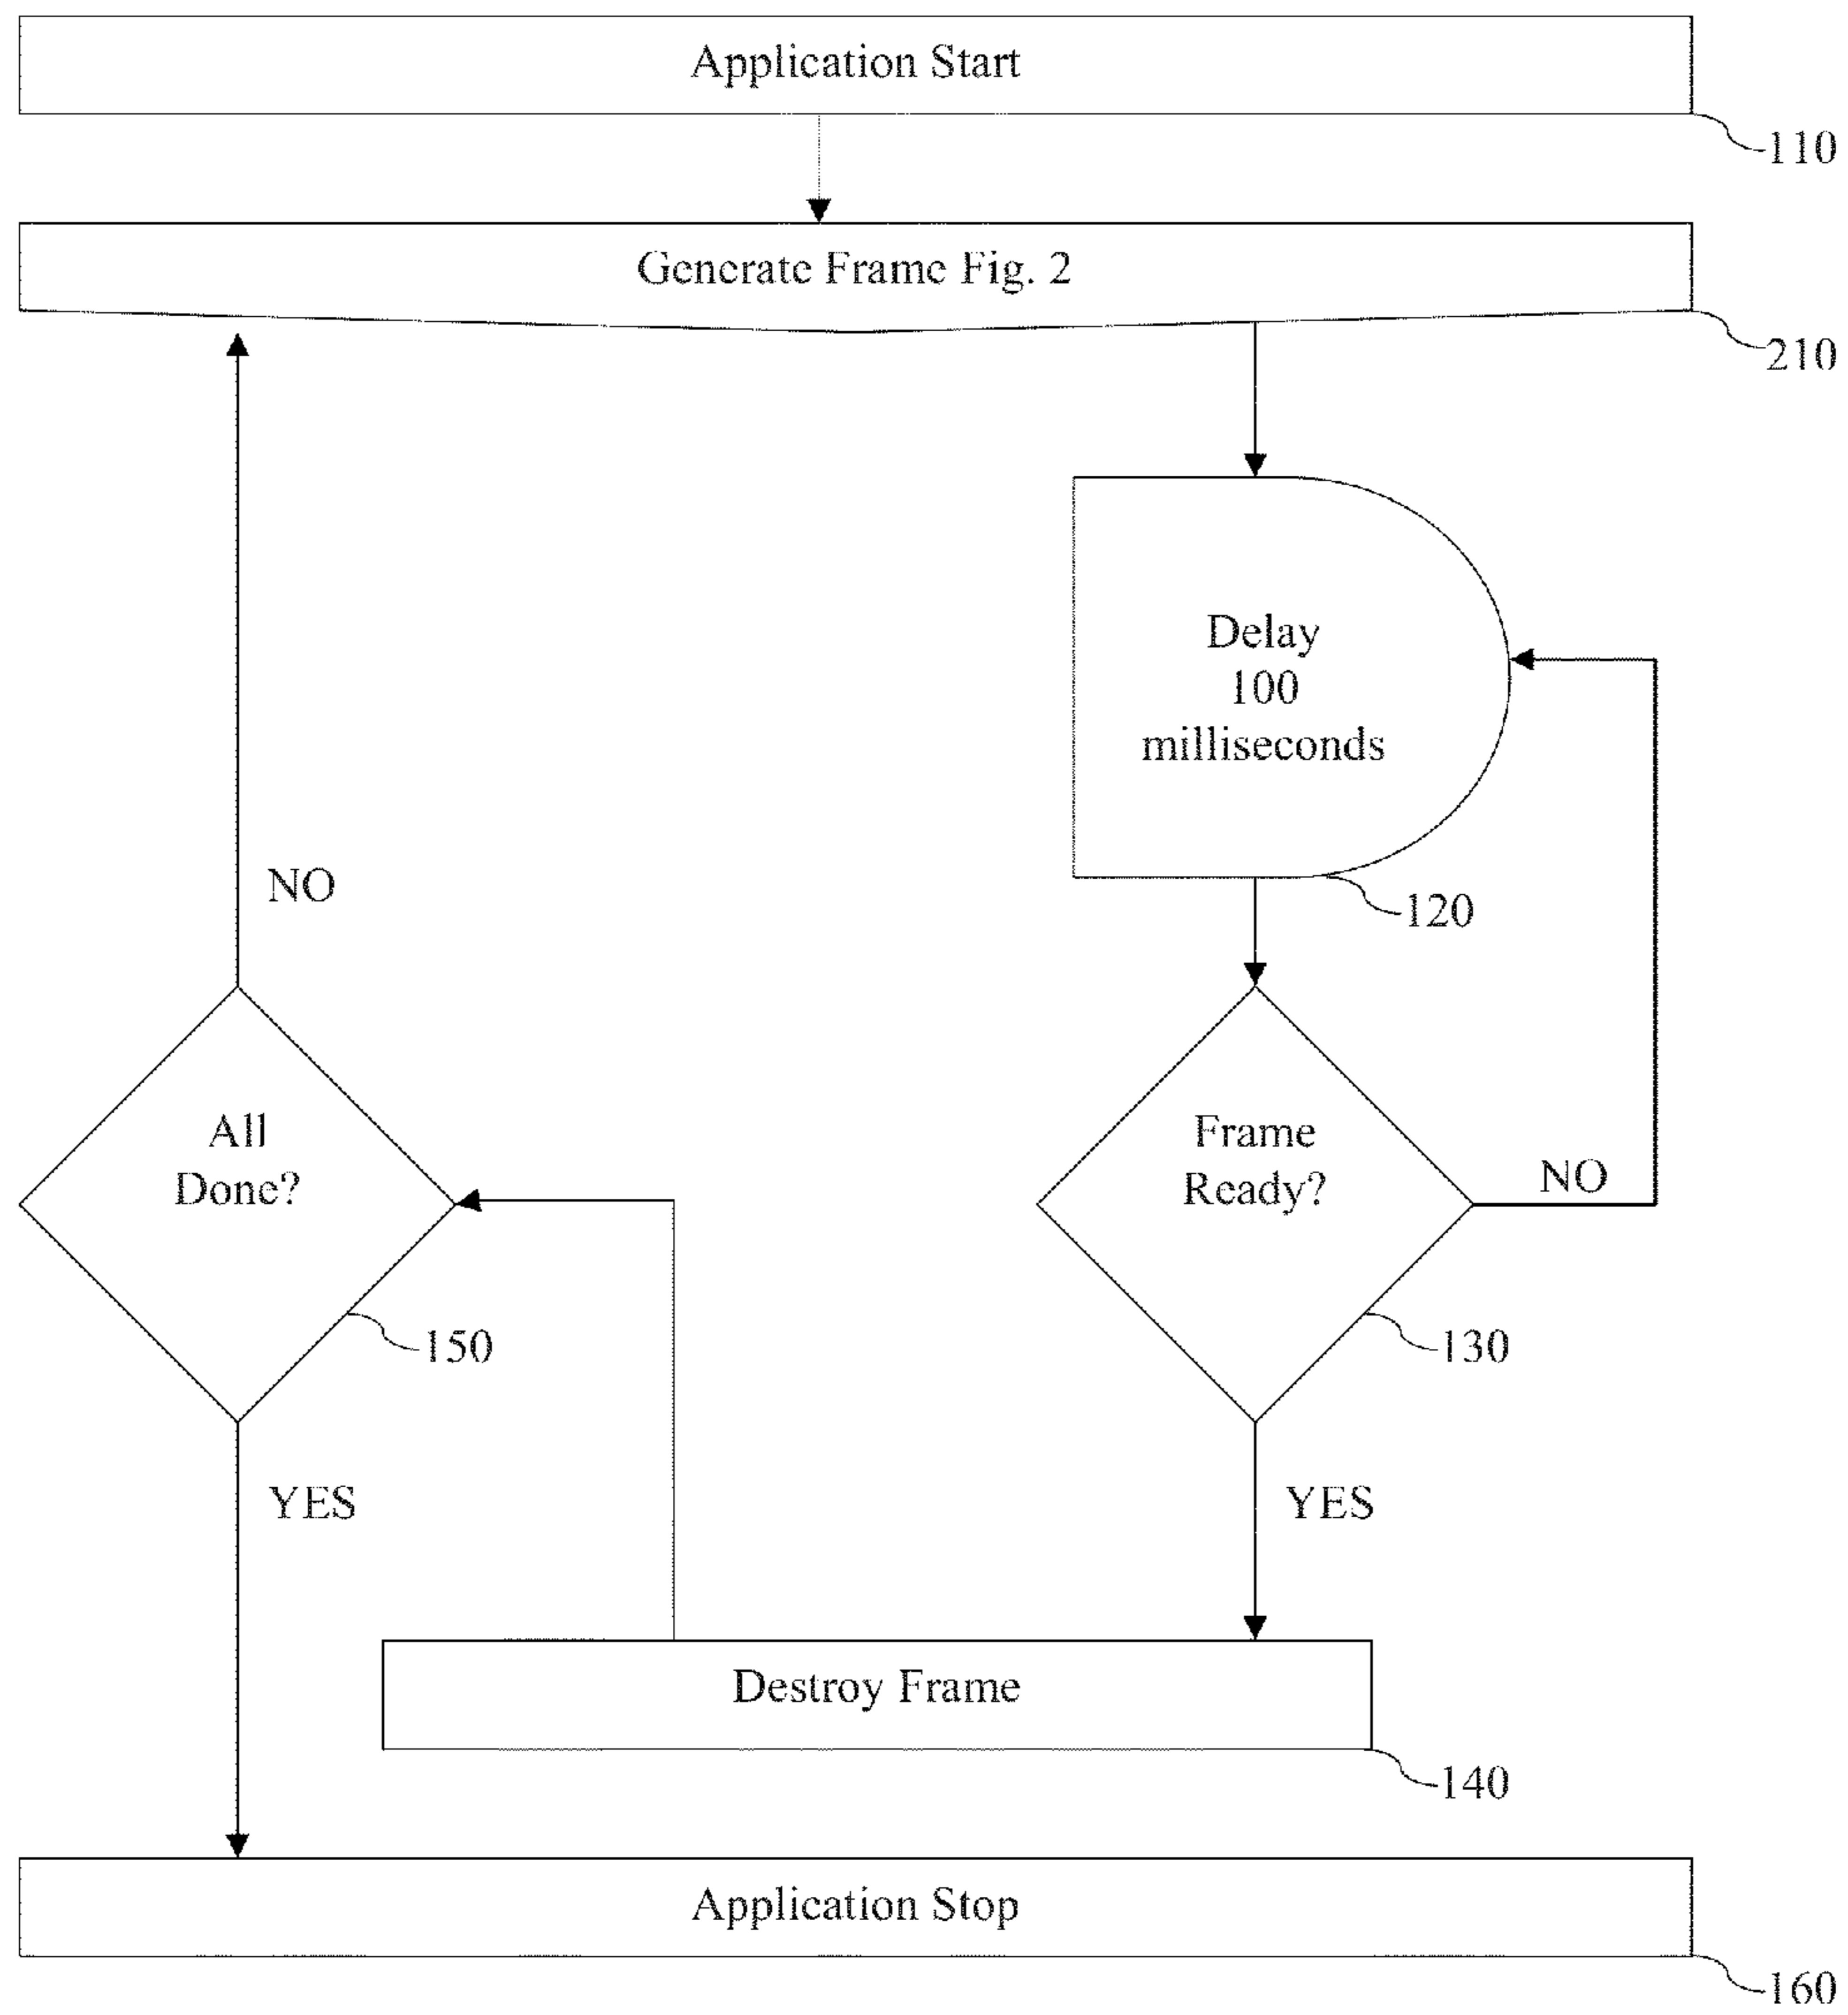 Application Start
110
Generate Frame Fig. 2
210
Delay
100
milliseconds
120
NO
All
Done?
150
Frame
Ready?
NO
130
YES
YES
Destroy Frame
140
Application Stop
160